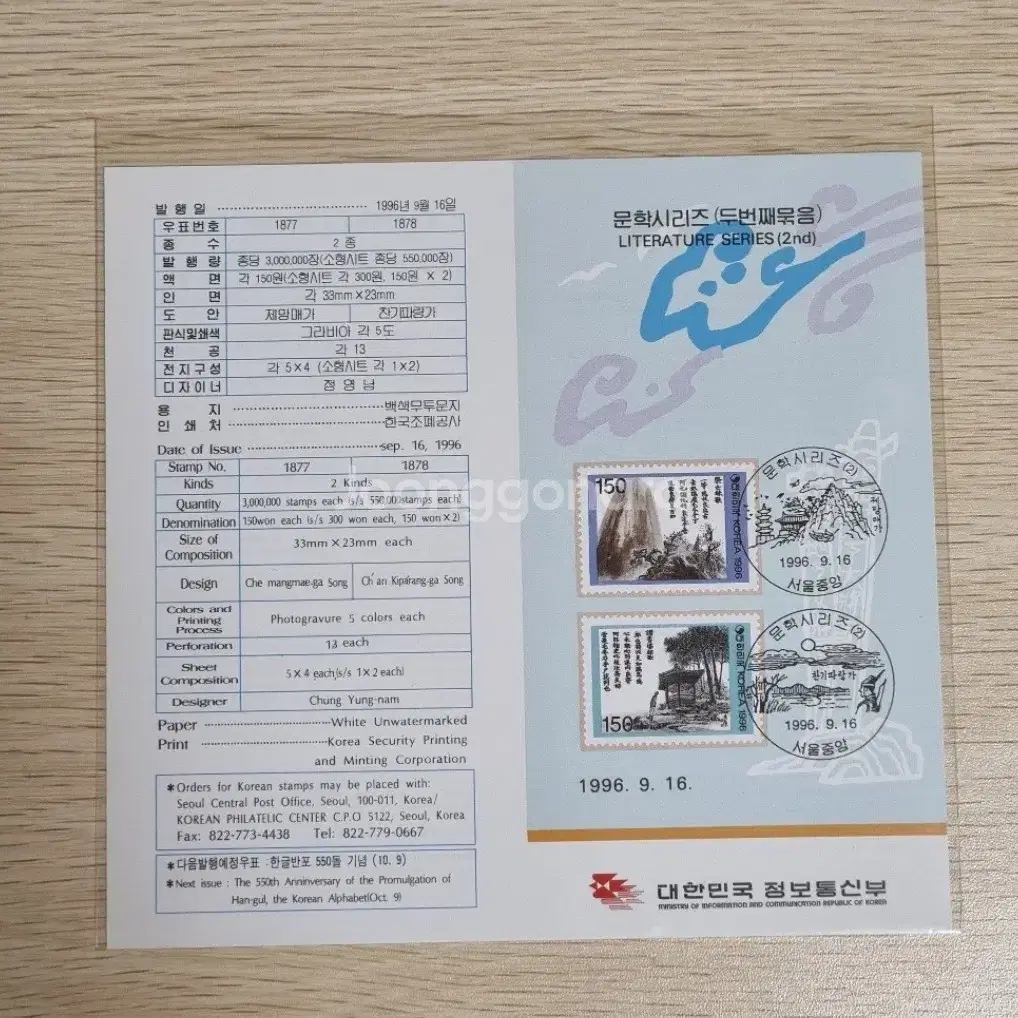 발 행 일 1996년 9월 16일
우표번호 1877 1878
종 수 2 종
발 행 량 종당 3,000,000장(소형시트 종당 550,000장)
액 면 각 150원(소형시트 각 300원, 150원 × 2)
인 면 각 33mm×23mm
도 안 제망매가 찬기파랑가
판식및쇄색 그라비아 각 5도
천 공 각 13
전지구성 각 5×4 (소형시트 각 1×2)
디자이너 정 영 남
용 지 백색무투문지
인 쇄 처 한국조폐공사
Date of Issue sep. 16, 1996
Stamp No. 1877 1878
Kinds 2 Kinds
Quantity 3,000,000 stamps each (s/s 550,000stamps each)
Denomination 150won each (s/s 300 won each, 150 won×2)
Size of Composition 33mm×23mm each
Design Che mangmae-ga Song Ch'an Kiparang-ga Song
Colors and Printing Process Photogravure 5 colors each
Perforation 13 each
Sheet Composition 5×4 each(s/s 1×2 each)
Designer Chung Yung-nam
Paper White Unwatermarked
Print Korea Security Printing
and Minting Corporation
*Orders for Korean stamps may be placed with:
Seoul Central Post Office, Seoul, 100-011, Korea/
KOREAN PHILATELIC CENTER C.P.O 5122, Seoul, Korea
Fax: 822-773-4438 Tel: 822-779-0667
*다음발행예정우표 : 한글반포 550돌 기념 (10. 9)
*Next issue : The 550th Anninversary of the Promulgation of
Han-gul, the Korean Alphabet(Oct. 9)
문학시리즈(두번째묶음)
LITERATURE SERIES(2nd)
150
대한민국 KOREA 1996
문학시리즈(2)
제망매가
1996. 9. 16
서울중앙
150
대한민국 KOREA 1996
문학시리즈(2)
찬기파랑가
1996. 9. 16
서울중앙
1996. 9. 16.
대한민국 정보통신부
MINISTRY OF INFORMATION AND COMMUNICATION REPUBLIC OF KOREA